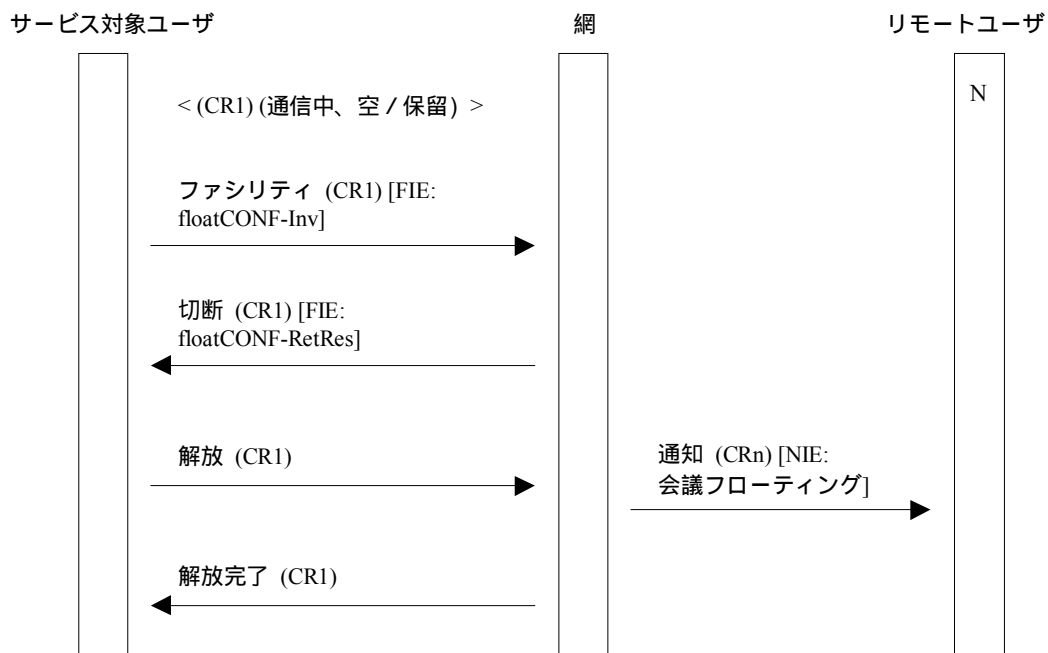 サービス対象ユーザ
網
リモートユーザ
N
< (CR1) (通信中、空／保留) >
ファシリティ (CR1) [FIE:
floatCONF-Inv]
切断 (CR1) [FIE:
floatCONF-RetRes]
解放 (CR1)
通知 (CRn) [NIE:
会議フローティング]
解放完了 (CR1)